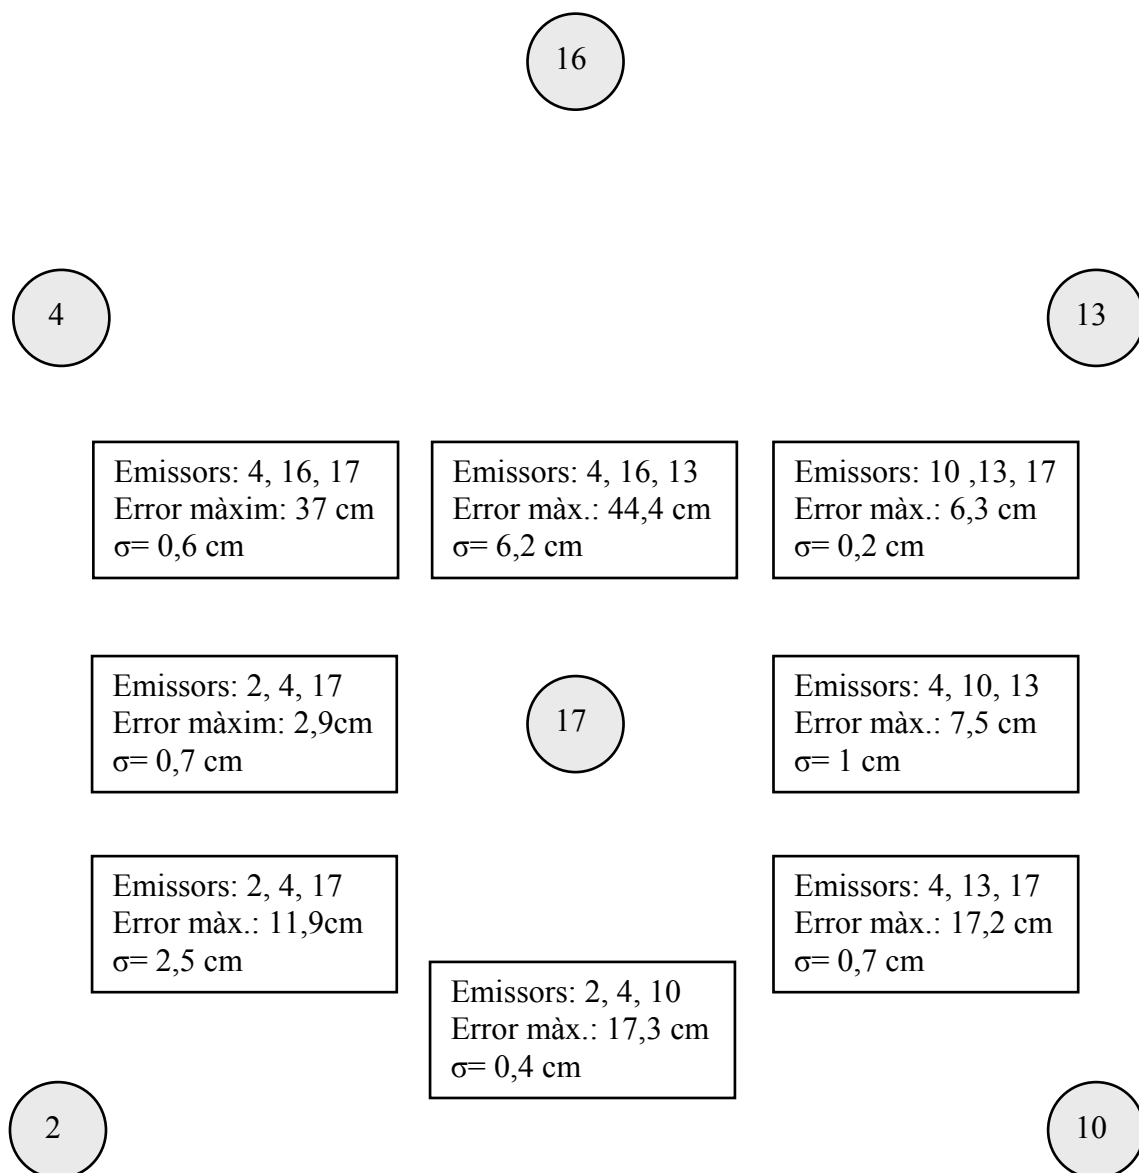 16
4
13
Emissors: 4, 16, 17
Error màxim: 37 cm
σ= 0,6 cm
Emissors: 4, 16, 13
Error màx.: 44,4 cm
σ= 6,2 cm
Emissors: 10 ,13, 17
Error màx.: 6,3 cm
σ= 0,2 cm
Emissors: 2, 4, 17
Error màxim: 2,9cm
σ= 0,7 cm
17
Emissors: 4, 10, 13
Error màx.: 7,5 cm
σ= 1 cm
Emissors: 2, 4, 17
Error màx.: 11,9cm
σ= 2,5 cm
Emissors: 4, 13, 17
Error màx.: 17,2 cm
σ= 0,7 cm
Emissors: 2, 4, 10
Error màx.: 17,3 cm
σ= 0,4 cm
2
10